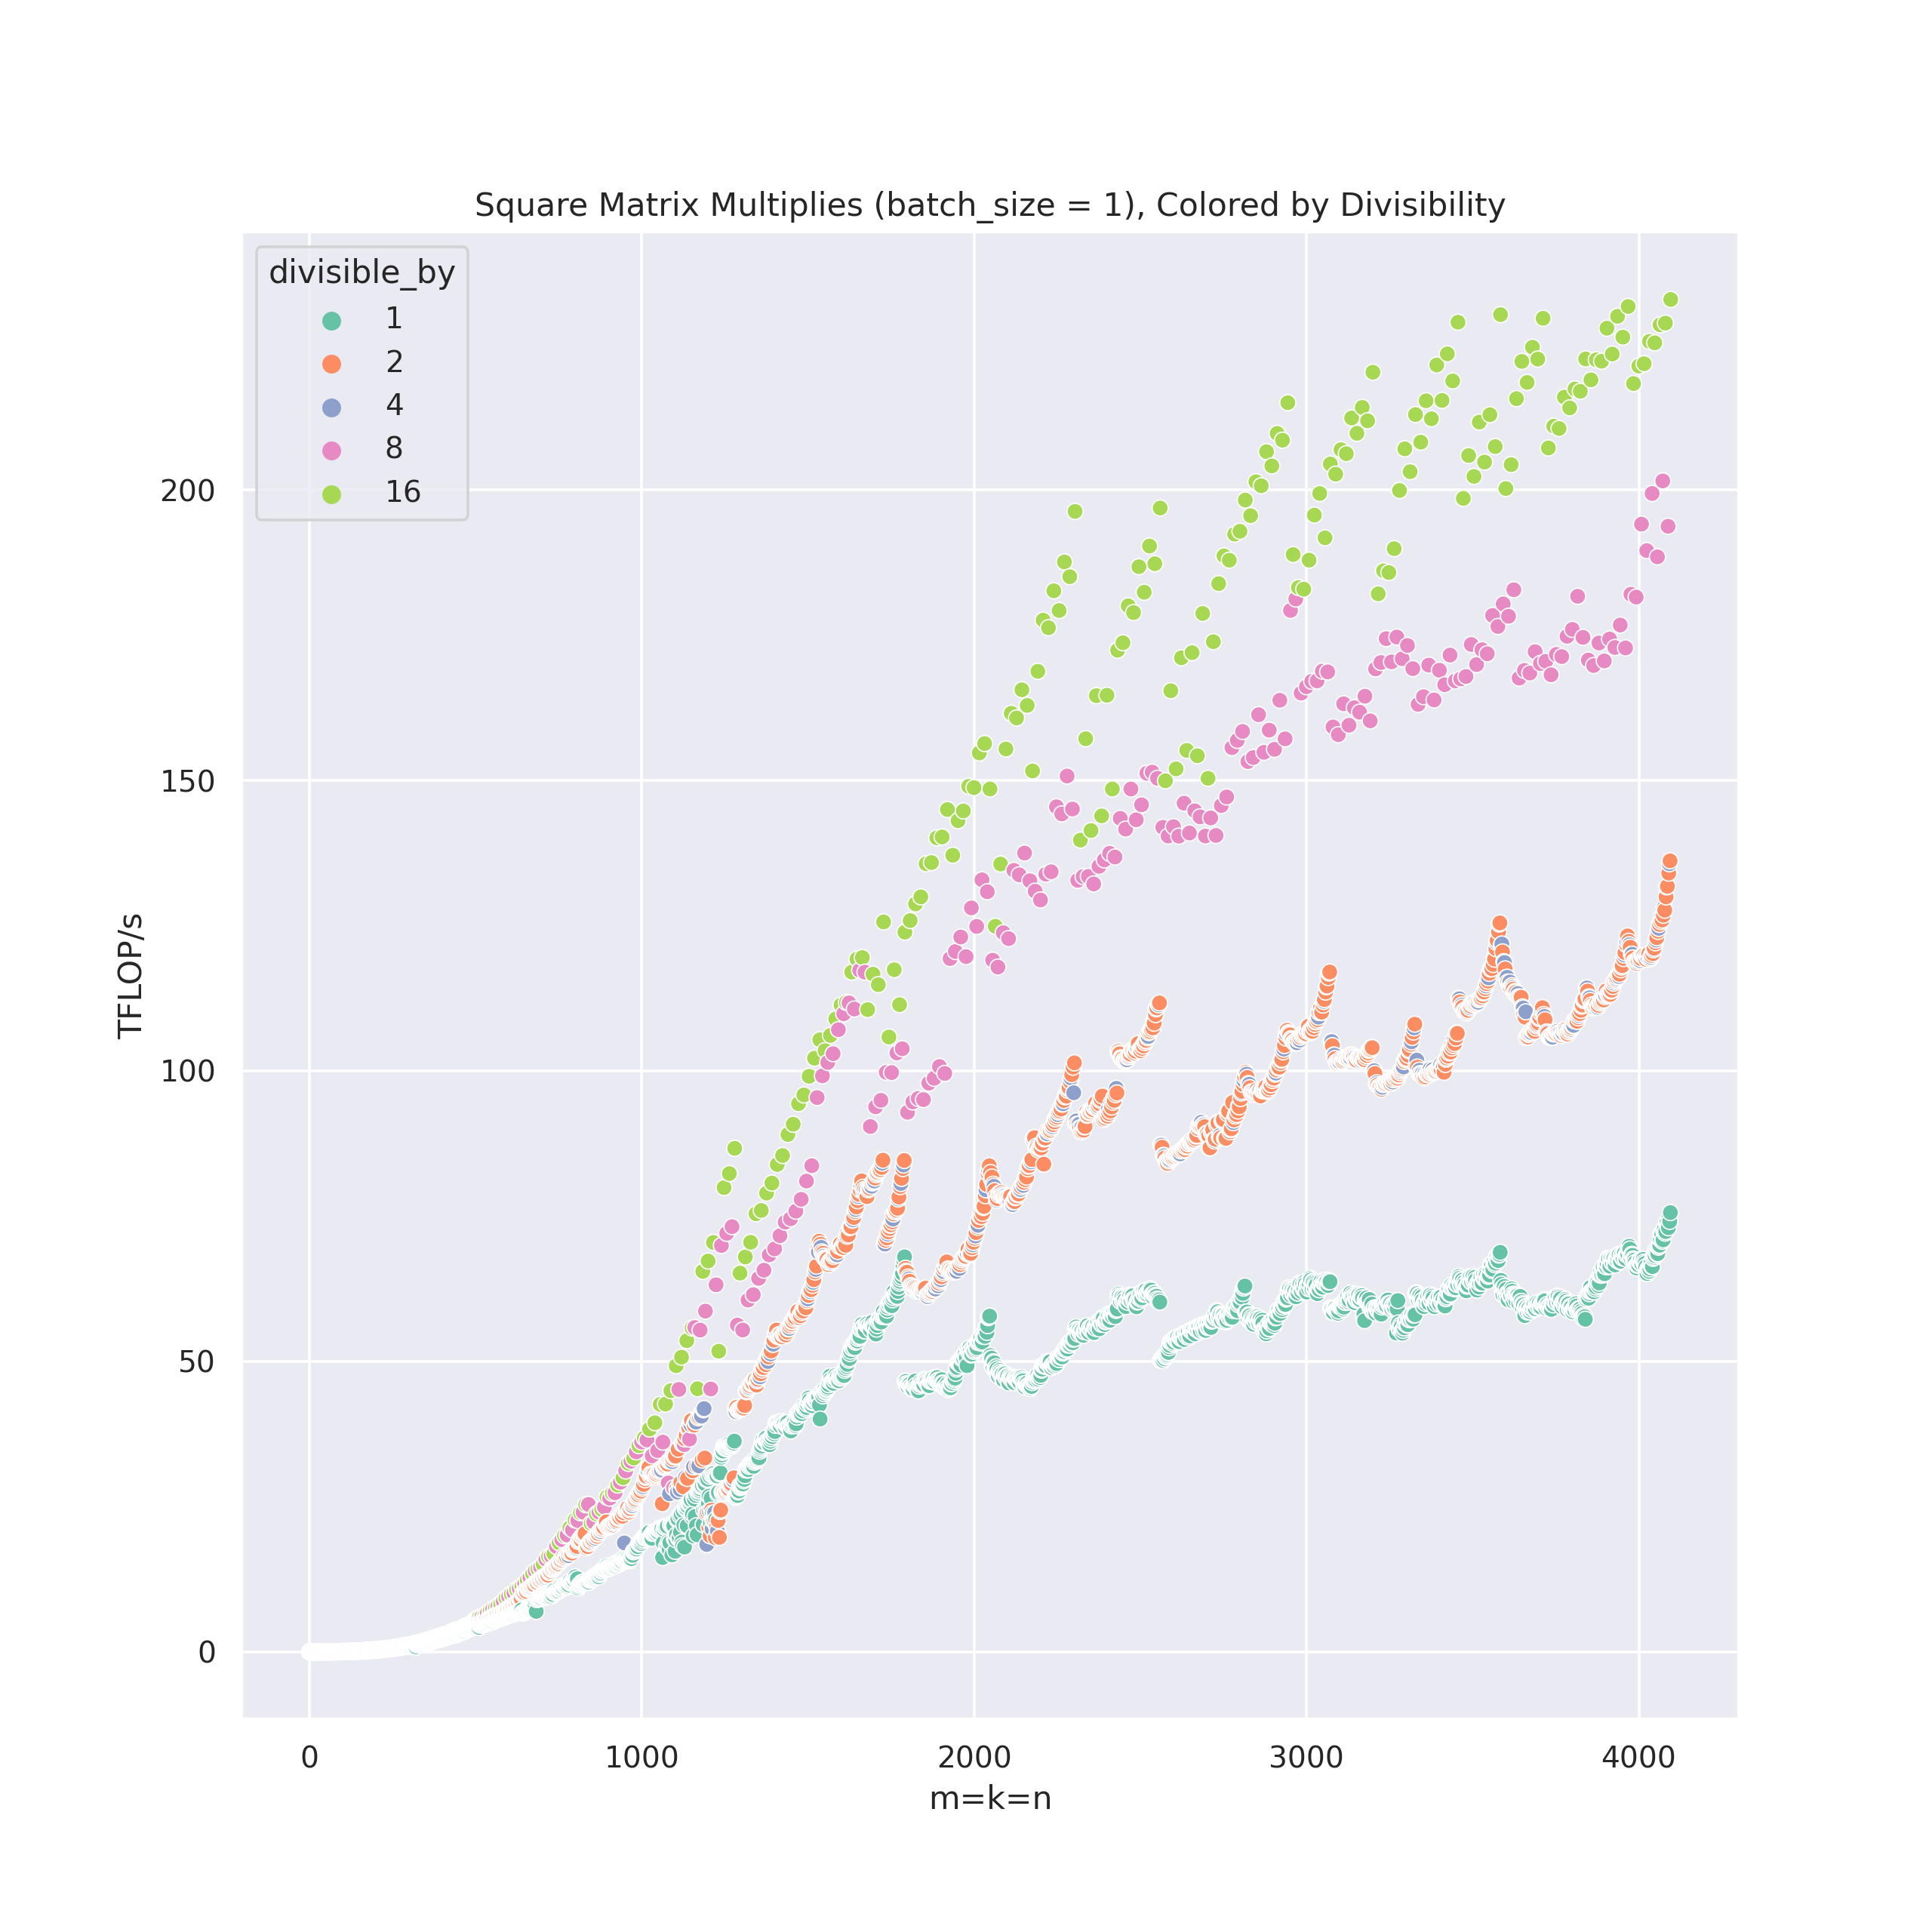 Square Matrix Multiplies (batch_size = 1), Colored by Divisibility
divisible_by
1
2
4
8
16
TFLOP/s
200
150
100
50
0
0 1000 2000 3000 4000
m=k=n